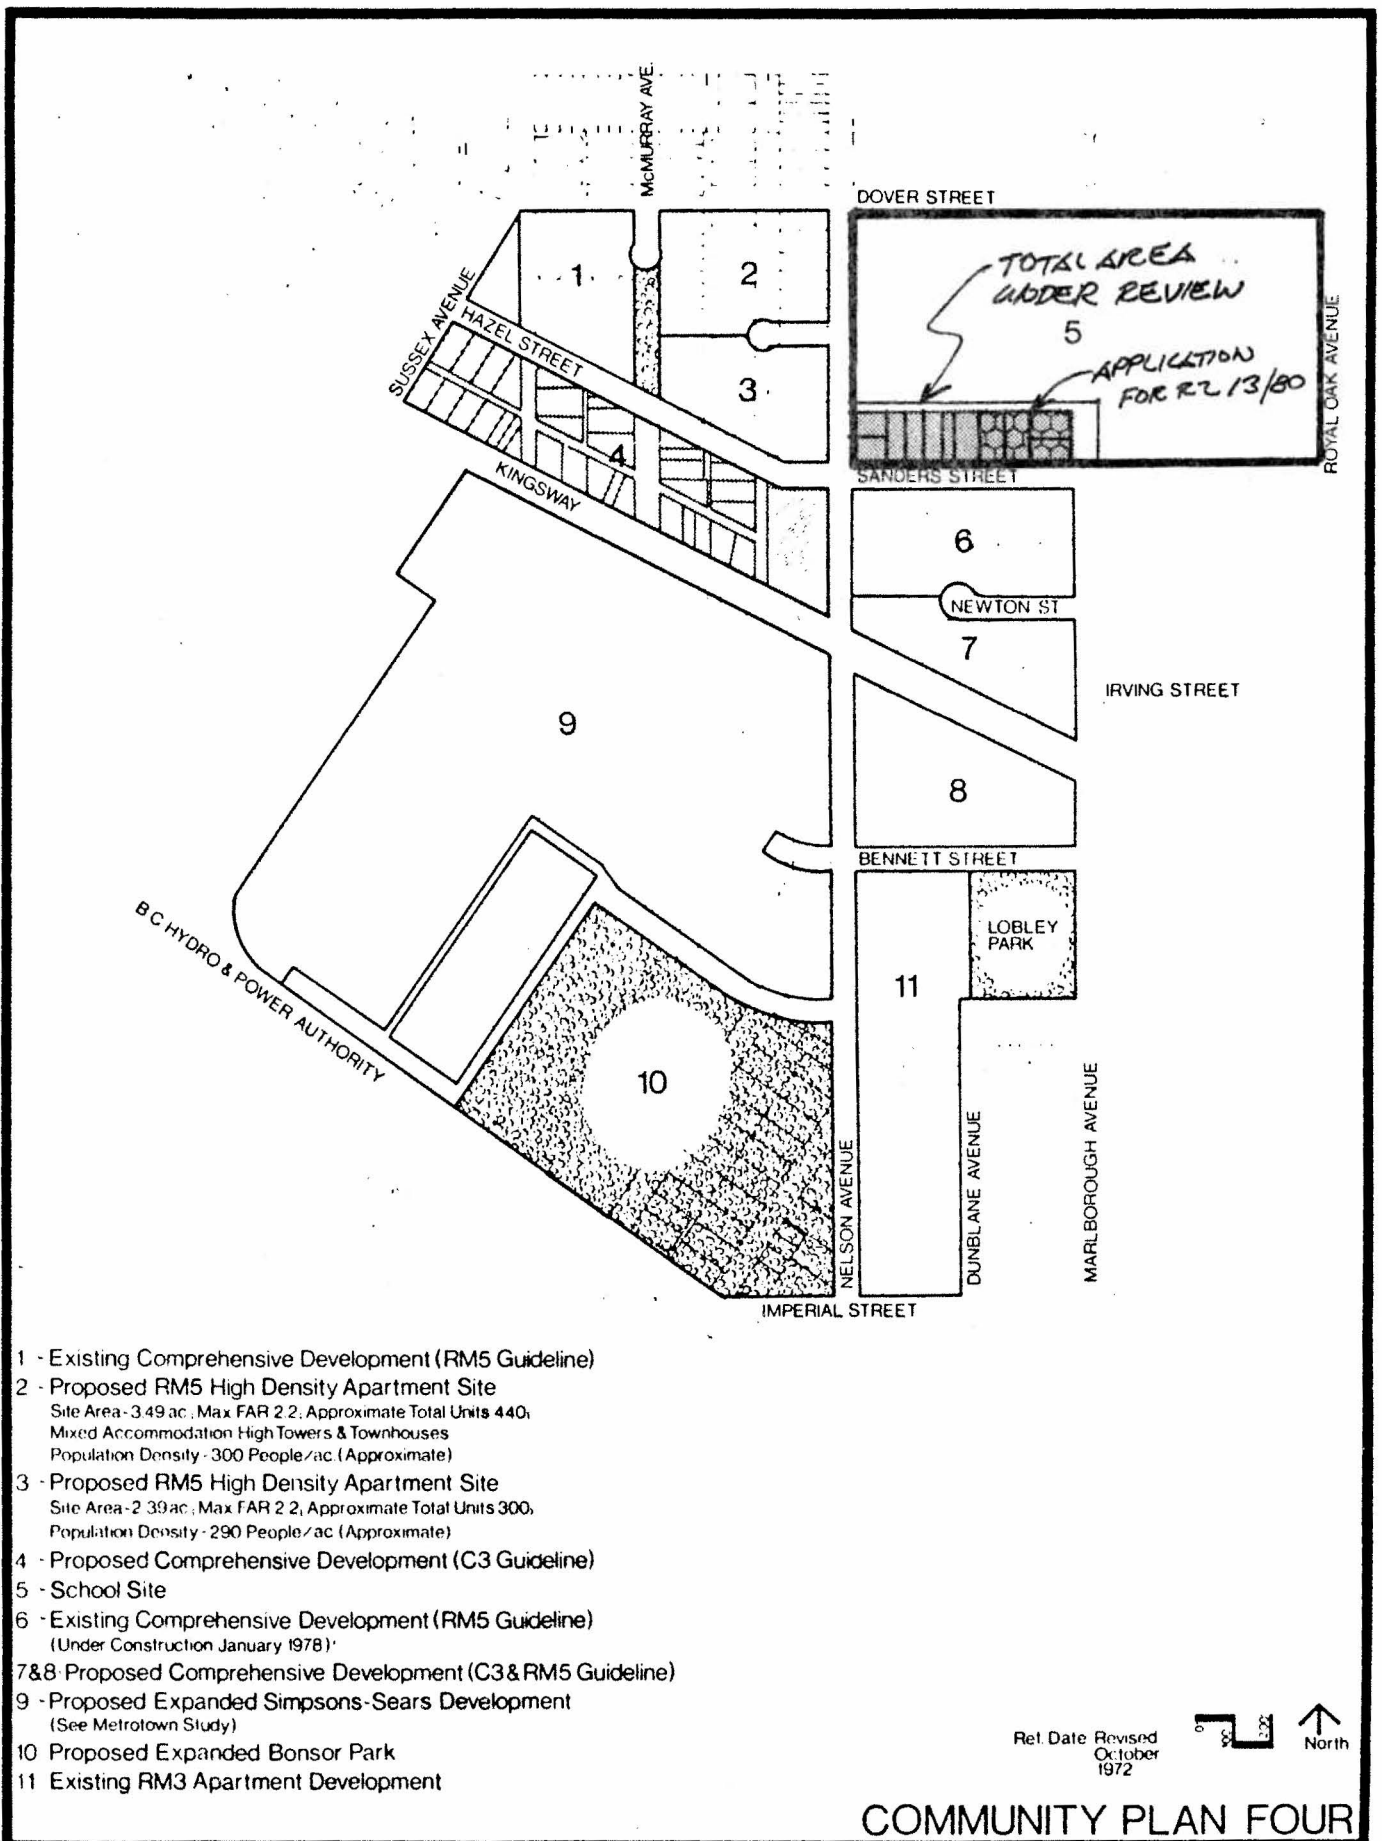 McMURRAY AVE.
DOVER STREET
TOTAL AREA
UNDER REVIEW
1
2
5
SUSSEX AVENUE
HAZEL STREET
ROYAL OAK AVENUE
APPLICATION
FOR RZ 13/80
3
4
KINGSWAY
SANDERS STREET
6
NEWTON ST
7
IRVING STREET
9
8
BENNETT STREET
B C HYDRO & POWER AUTHORITY
LOBLEY
PARK
11
10
NELSON AVENUE
DUNBLANE AVENUE
MARLBOROUGH AVENUE
IMPERIAL STREET
1 - Existing Comprehensive Development (RM5 Guideline)
2 - Proposed RM5 High Density Apartment Site
Site Area-3.49 ac.; Max FAR 2.2; Approximate Total Units 440;
Mixed Accommodation High Towers & Townhouses
Population Density - 300 People/ac. (Approximate)
3 - Proposed RM5 High Density Apartment Site
Site Area-2 39 ac.; Max FAR 2 2; Approximate Total Units 300;
Population Density - 290 People/ac (Approximate)
4 - Proposed Comprehensive Development (C3 Guideline)
5 - School Site
6 - Existing Comprehensive Development (RM5 Guideline)
(Under Construction January 1978)
7&8 Proposed Comprehensive Development (C3 & RM5 Guideline)
9 - Proposed Expanded Simpsons-Sears Development
(See Metrotown Study)
10 Proposed Expanded Bonsor Park
11 Existing RM3 Apartment Development
Ref. Date Revised
October
1972
North
COMMUNITY PLAN FOUR